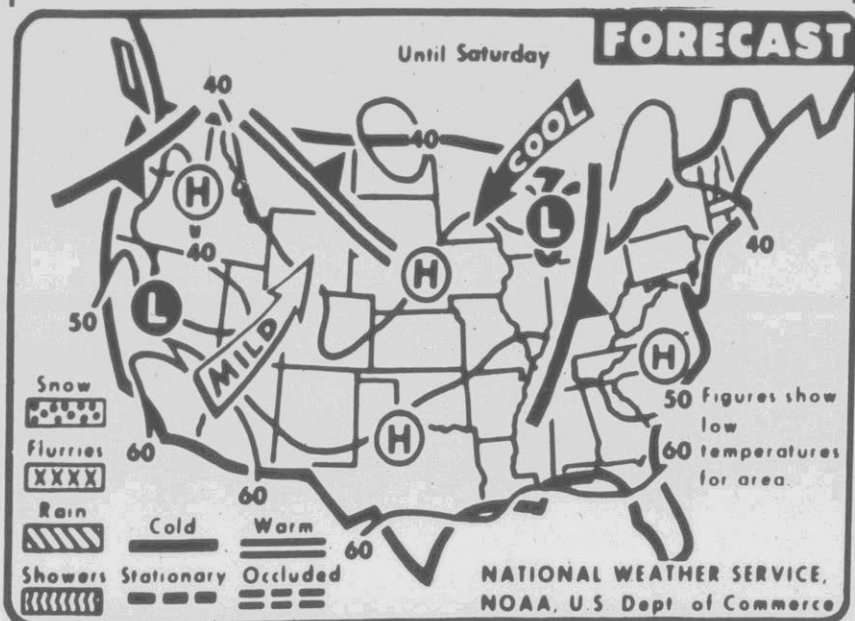 FORECAST
Until Saturday
40
40
COOL
H
L
40
40
H
50
L
MILD
H
H
50
Figures show
low
60
temperatures
for area.
Snow
Flurries
XXXX
60
Rain
60
60
Cold
Warm
Showers
Stationary
Occluded
NATIONAL WEATHER SERVICE,
NOAA, U.S. Dept of Commerce